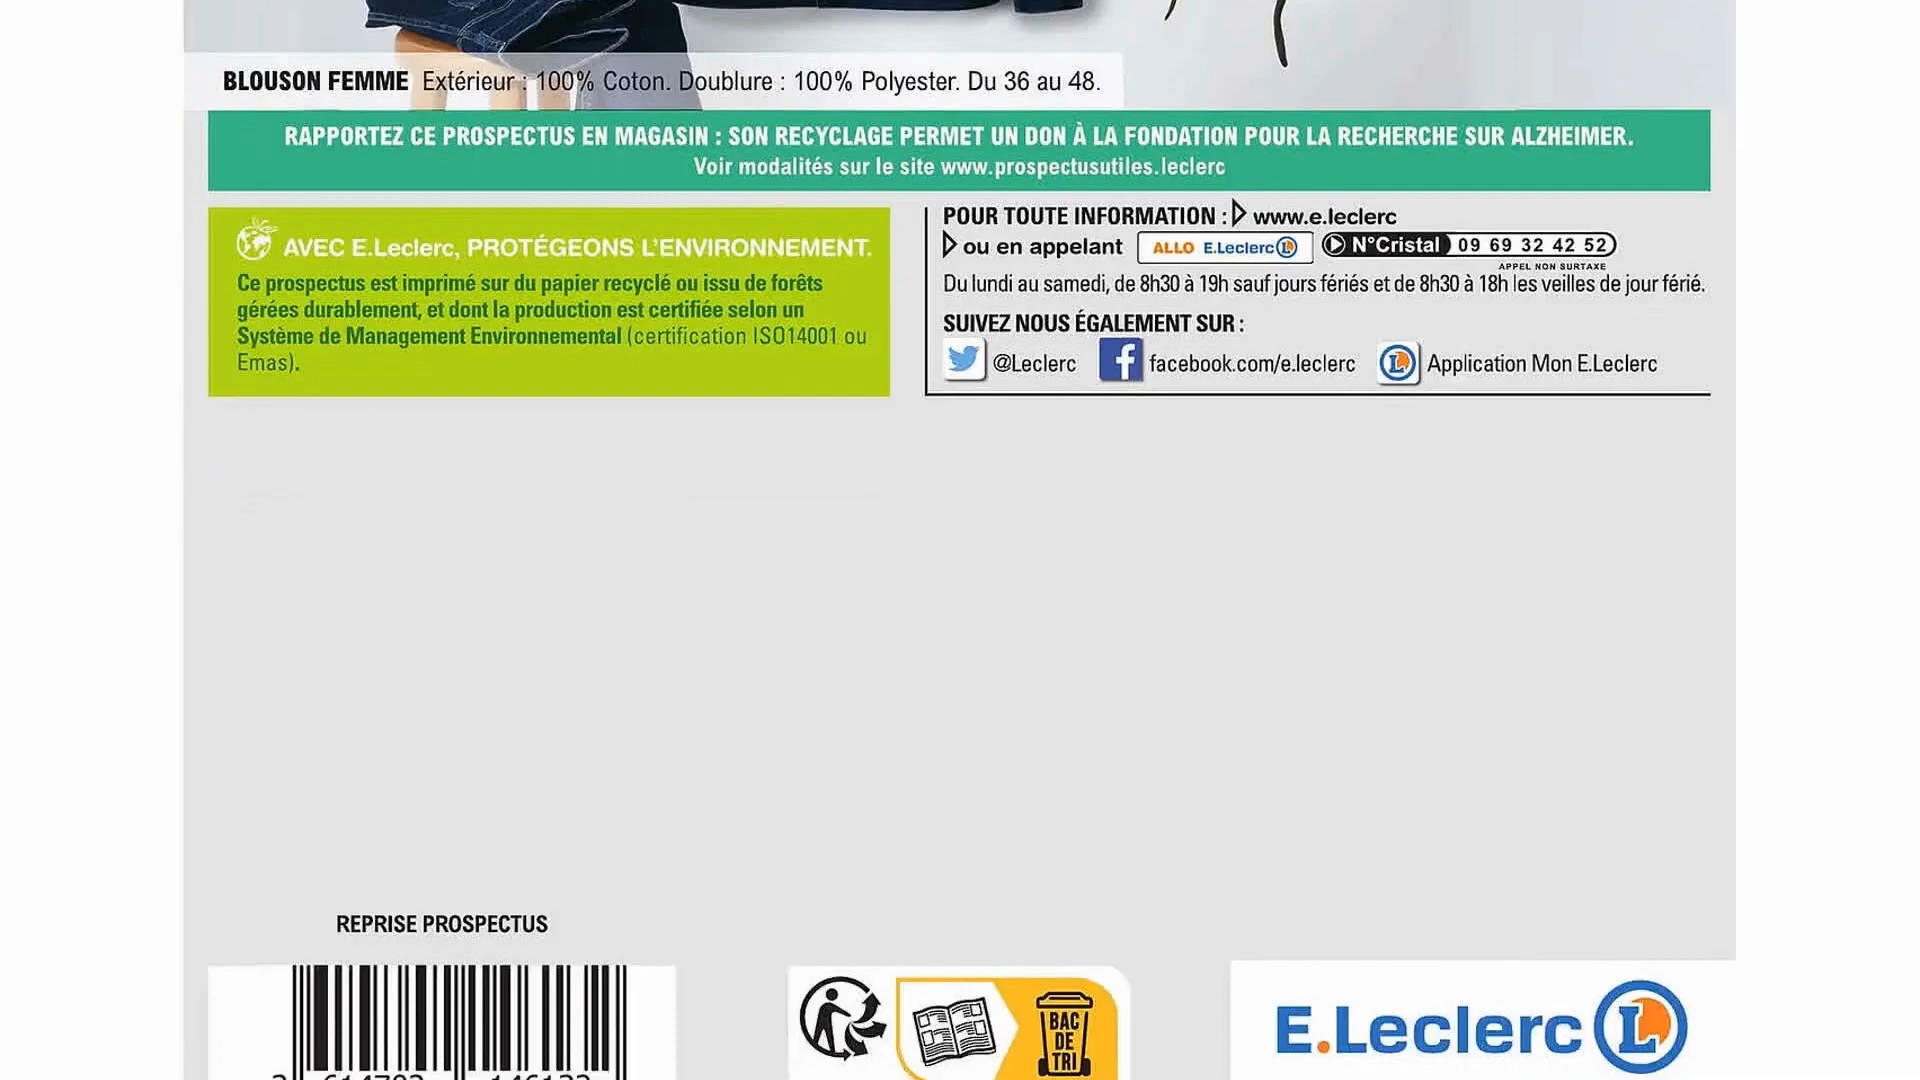 BLOUSON FEMME Extérieur : 100% Coton. Doublure : 100% Polyester. Du 36 au 48.
RAPPORTEZ CE PROSPECTUS EN MAGASIN : SON RECYCLAGE PERMET UN DON À LA FONDATION POUR LA RECHERCHE SUR ALZHEIMER.
Voir modalités sur le site www.prospectusutiles.leclerc
AVEC E.Leclerc, PROTÉGEONS L'ENVIRONNEMENT.
Ce prospectus est imprimé sur du papier recyclé ou issu de forêts
gérées durablement, et dont la production est certifiée selon un
Système de Management Environnemental (certification ISO14001 ou
Emas).
POUR TOUTE INFORMATION : www.e.leclerc
ou en appelant ALLO E.Leclerc N°Cristal 09 69 32 42 52
APPEL NON SURTAXE
Du lundi au samedi, de 8h30 à 19h sauf jours fériés et de 8h30 à 18h les veilles de jour férié.
SUIVEZ NOUS ÉGALEMENT SUR :
@Leclerc facebook.com/e.leclerc Application Mon E.Leclerc
REPRISE PROSPECTUS
BAC
DE
TRI
E.Leclerc L